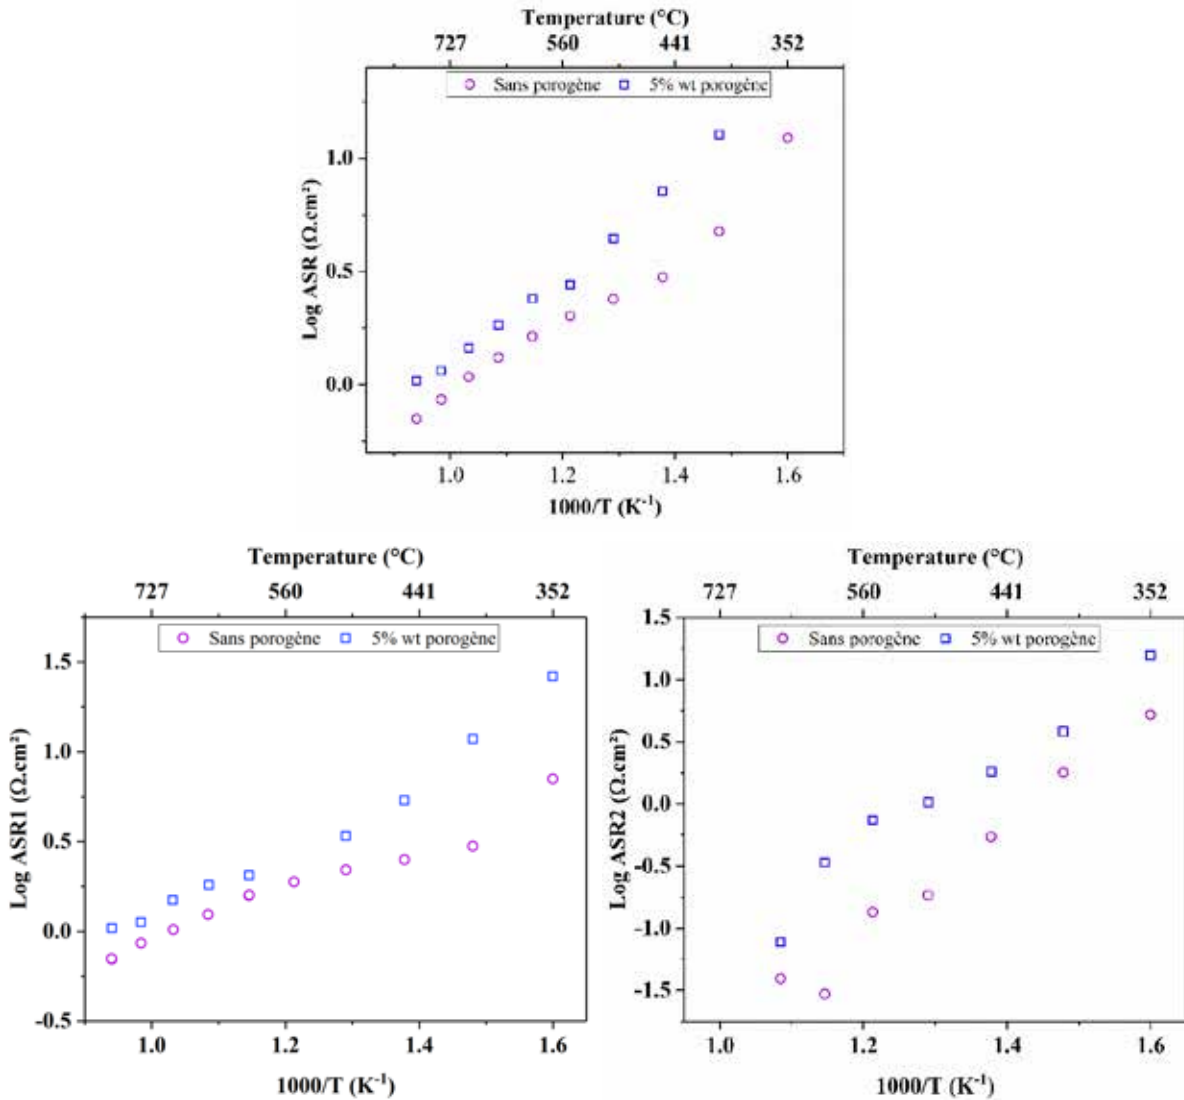 Temperature (°C)
727 560 441 352
Sans porogène 5% wt porogène
1.0
0.5
0.0
Log ASR (Ω.cm²)
1.0 1.2 1.4 1.6
1000/T (K⁻¹)
Temperature (°C)
727 560 441 352
Sans porogène 5% wt porogène
1.5
1.0
0.5
0.0
-0.5
Log ASR1 (Ω.cm²)
1.0 1.2 1.4 1.6
1000/T (K⁻¹)
Temperature (°C)
727 560 441 352
Sans porogène 5% wt porogène
1.5
1.0
0.5
0.0
-0.5
-1.0
-1.5
Log ASR2 (Ω.cm²)
1.0 1.2 1.4 1.6
1000/T (K⁻¹)